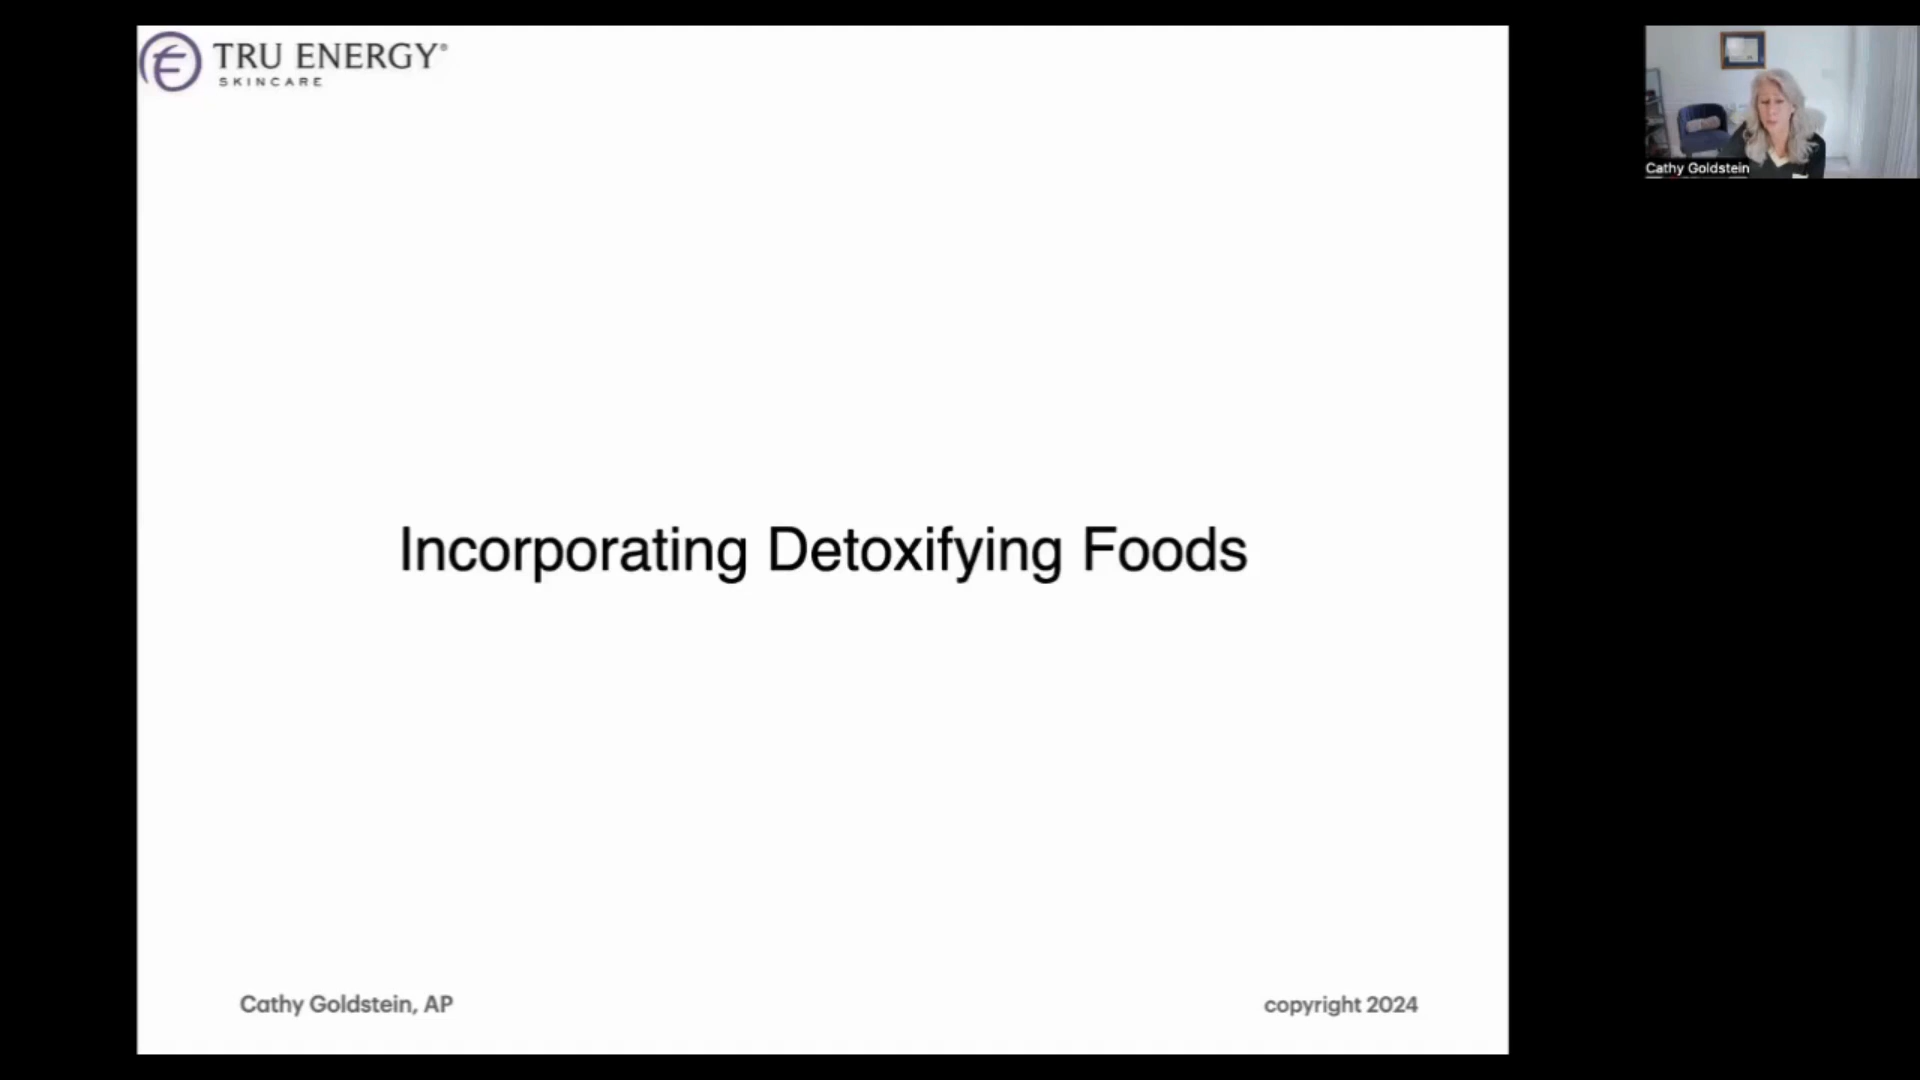 TRU ENERGY®
SKINCARE
Cathy Goldstein
Incorporating Detoxifying Foods
Cathy Goldstein, AP
copyright 2024